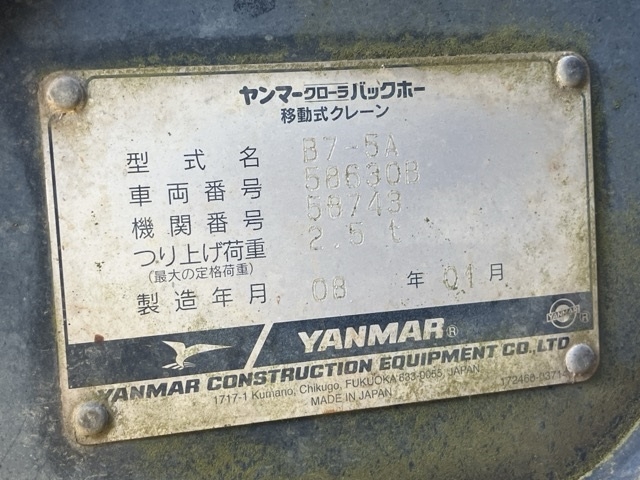 ヤンマークローラバックホー
移動式クレーン
型式名 B7-5A
車両番号 58630B
機関番号 58743
つり上げ荷重 2.5 t
(最大の定格荷重)
製造年月 08 年 01 月
YANMAR®
YANMAR
YANMAR CONSTRUCTION EQUIPMENT CO., LTD
1717-1 Kumano, Chikugo, FUKUOKA 833-0055, JAPAN
MADE IN JAPAN